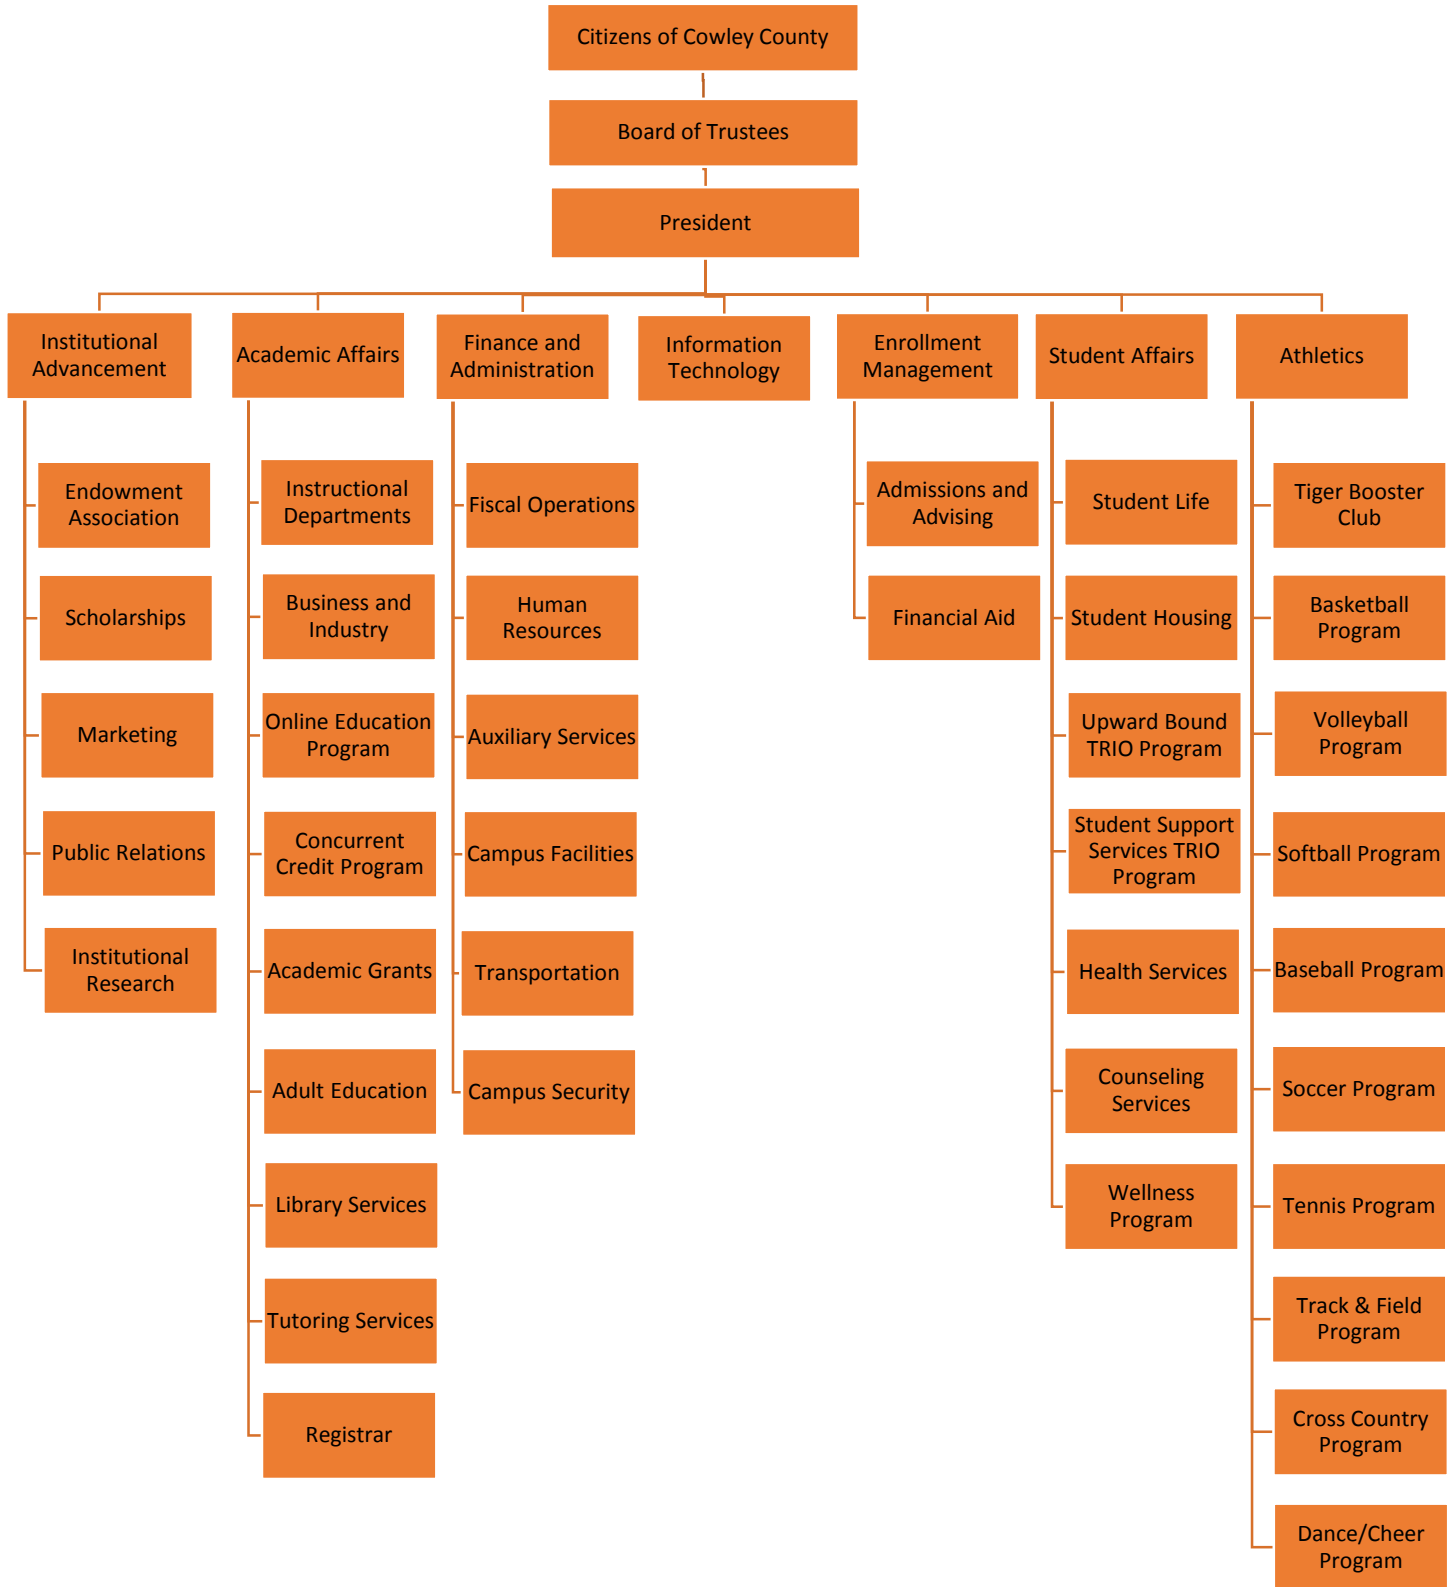 Citizens of Cowley County
Board of Trustees
President
Institutional
Advancement
Academic Affairs
Finance and
Administration
Information
Technology
Enrollment
Management
Student Affairs
Athletics
Endowment
Association
Scholarships
Marketing
Public Relations
Institutional
Research
Instructional
Departments
Business and
Industry
Online Education
Program
Concurrent
Credit Program
Academic Grants
Adult Education
Library Services
Tutoring Services
Registrar
Fiscal Operations
Human
Resources
Auxiliary Services
Campus Facilities
Transportation
Campus Security
Admissions and
Advising
Financial Aid
Student Life
Student Housing
Upward Bound
TRIO Program
Student Support
Services TRIO
Program
Health Services
Counseling
Services
Wellness
Program
Tiger Booster
Club
Basketball
Program
Volleyball
Program
Softball Program
Baseball Program
Soccer Program
Tennis Program
Track & Field
Program
Cross Country
Program
Dance/Cheer
Program